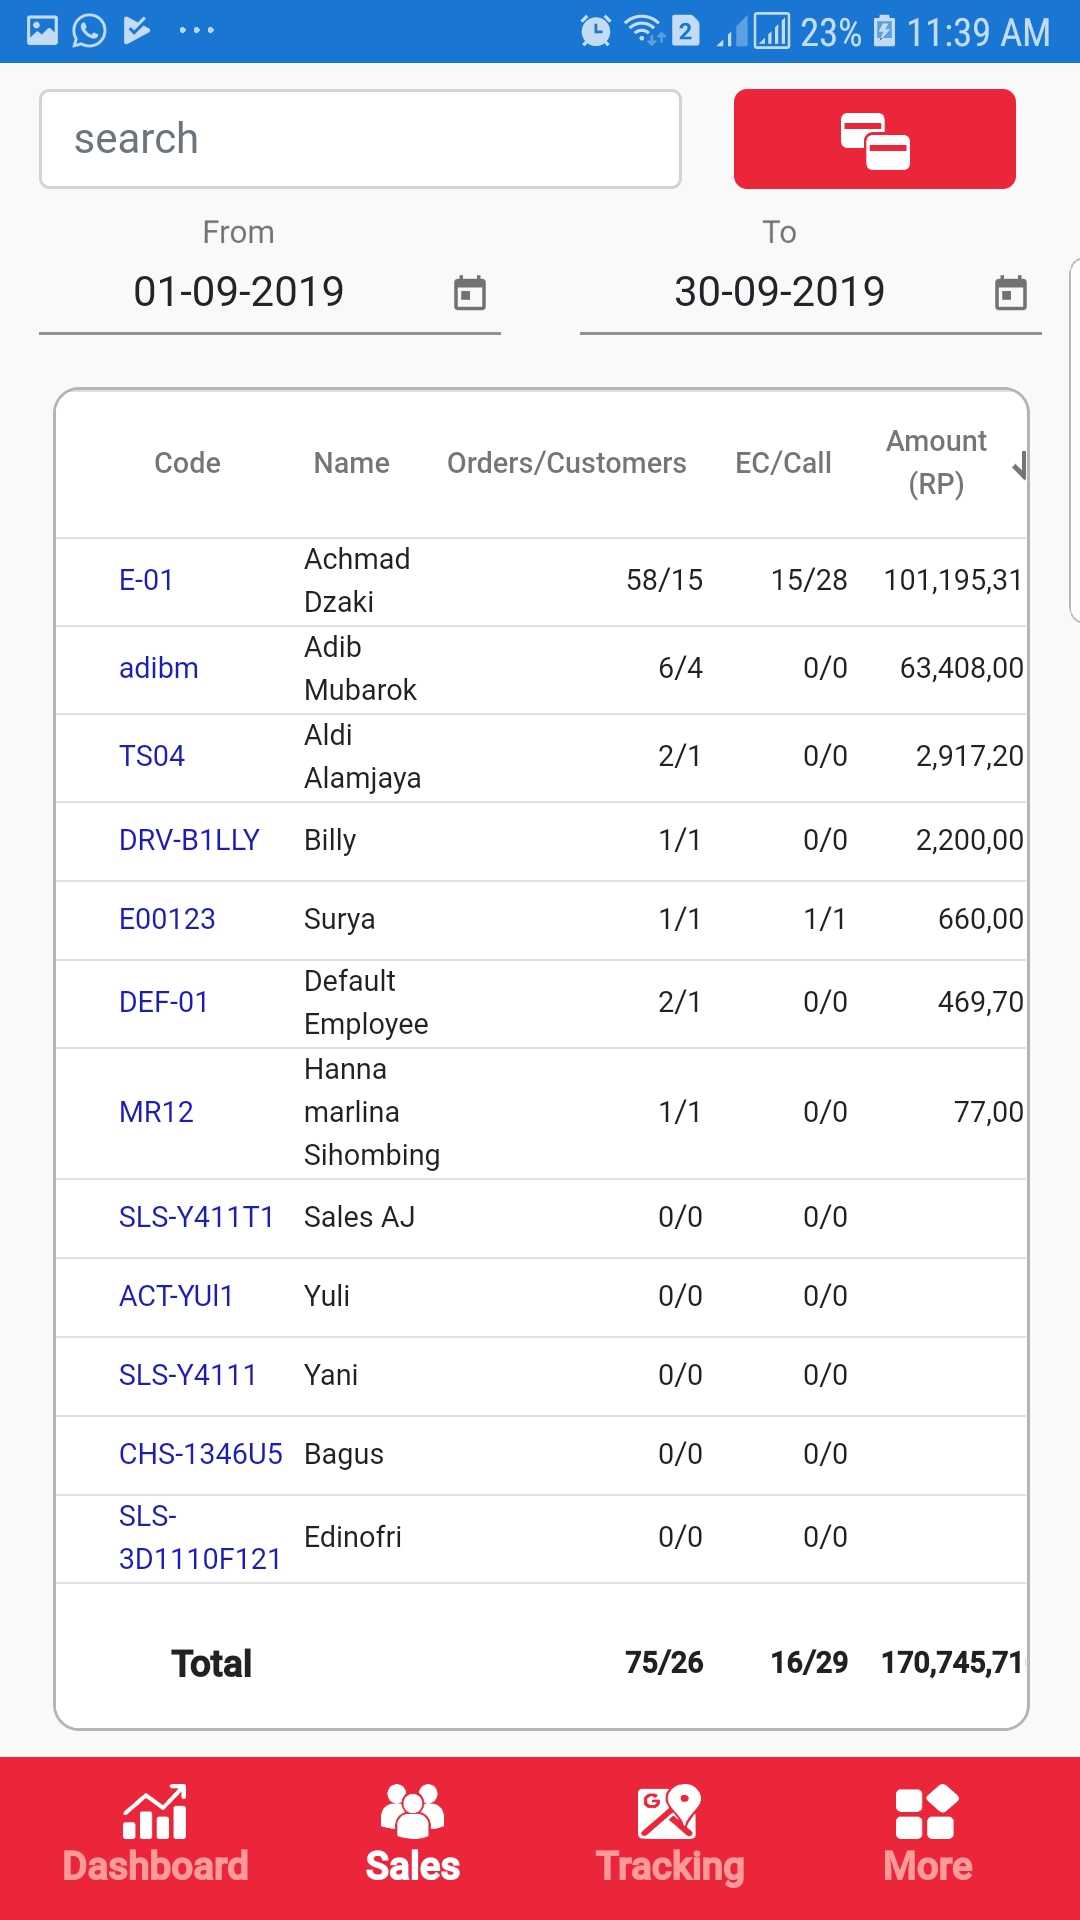 2 23% 11:39 AM
search
From To
01-09-2019 30-09-2019
Code Name Orders/Customers EC/Call Amount (RP)
E-01 Achmad Dzaki 58/15 15/28 101,195,31
adibm Adib Mubarok 6/4 0/0 63,408,00
TS04 Aldi Alamjaya 2/1 0/0 2,917,20
DRV-B1LLY Billy 1/1 0/0 2,200,00
E00123 Surya 1/1 1/1 660,00
DEF-01 Default Employee 2/1 0/0 469,70
MR12 Hanna marlina Sihombing 1/1 0/0 77,00
SLS-Y411T1 Sales AJ 0/0 0/0
ACT-YUl1 Yuli 0/0 0/0
SLS-Y4111 Yani 0/0 0/0
CHS-1346U5 Bagus 0/0 0/0
SLS-3D1110F121 Edinofri 0/0 0/0
Total 75/26 16/29 170,745,71
Dashboard Sales Tracking More